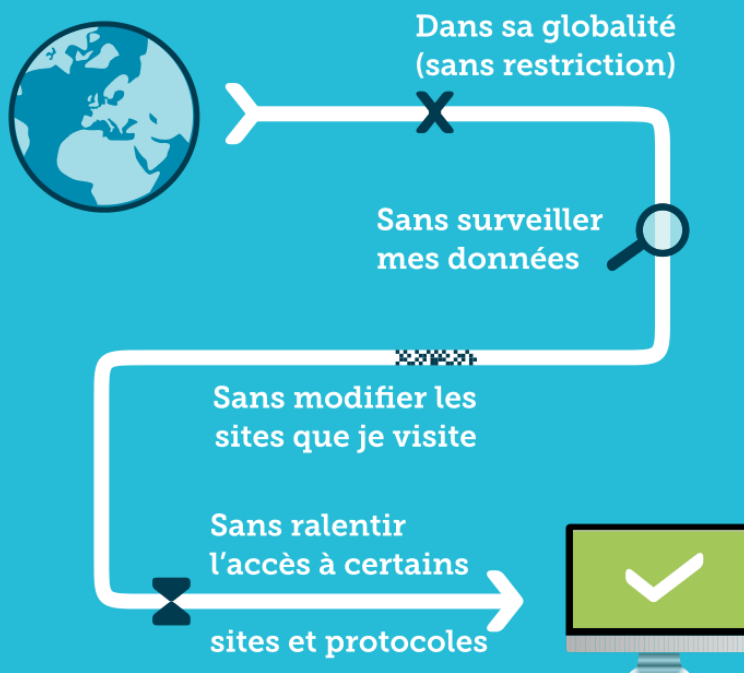 Dans sa globalité
(sans restriction)
Sans surveiller
mes données
Sans modifier les
sites que je visite
Sans ralentir
l'accès à certains
sites et protocoles